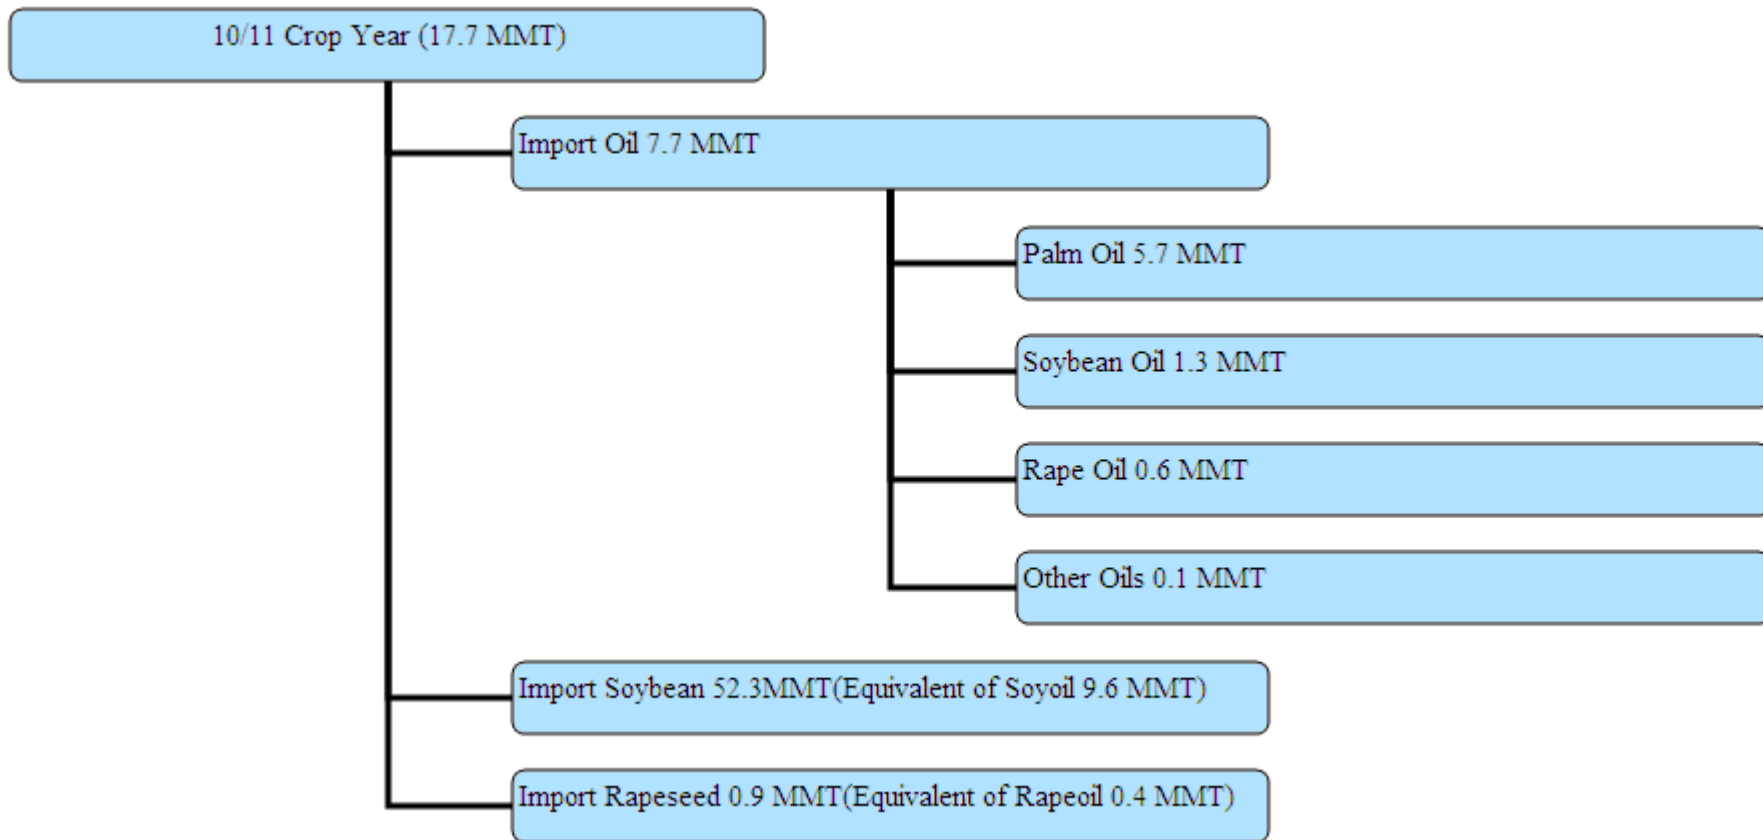 10/11 Crop Year (17.7 MMT)
Import Oil 7.7 MMT
Palm Oil 5.7 MMT
Soybean Oil 1.3 MMT
Rape Oil 0.6 MMT
Other Oils 0.1 MMT
Import Soybean 52.3MMT(Equivalent of Soyoil 9.6 MMT)
Import Rapeseed 0.9 MMT(Equivalent of Rapeoil 0.4 MMT)